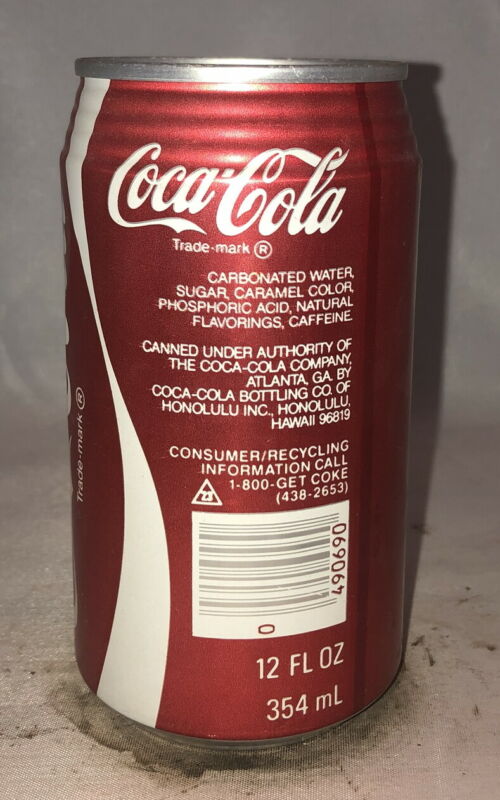 Coca-Cola
Trade-mark ®
CARBONATED WATER,
SUGAR, CARAMEL COLOR,
PHOSPHORIC ACID, NATURAL
FLAVORINGS, CAFFEINE.
CANNED UNDER AUTHORITY OF
THE COCA-COLA COMPANY,
ATLANTA, GA. BY
COCA-COLA BOTTLING CO. OF
HONOLULU INC., HONOLULU,
HAWAII 96819
CONSUMER/RECYCLING
INFORMATION CALL
1-800-GET COKE
(438-2653)
490690
0
12 FL OZ
354 mL
Trade-mark ®